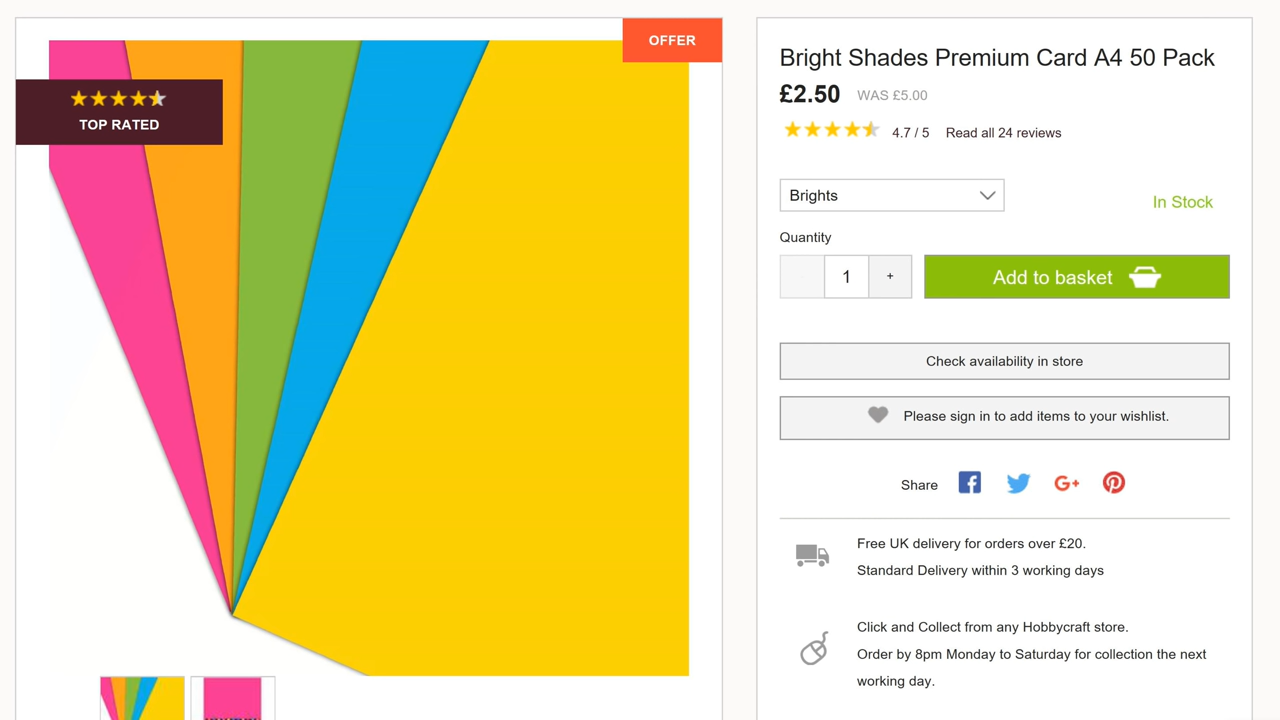 OFFER
TOP RATED
Bright Shades Premium Card A4 50 Pack
£2.50 WAS £5.00
4.7 / 5 Read all 24 reviews
Brights
In Stock
Quantity
1 +
Add to basket
Check availability in store
Please sign in to add items to your wishlist.
Share
Free UK delivery for orders over £20.
Standard Delivery within 3 working days
Click and Collect from any Hobbycraft store.
Order by 8pm Monday to Saturday for collection the next
working day.